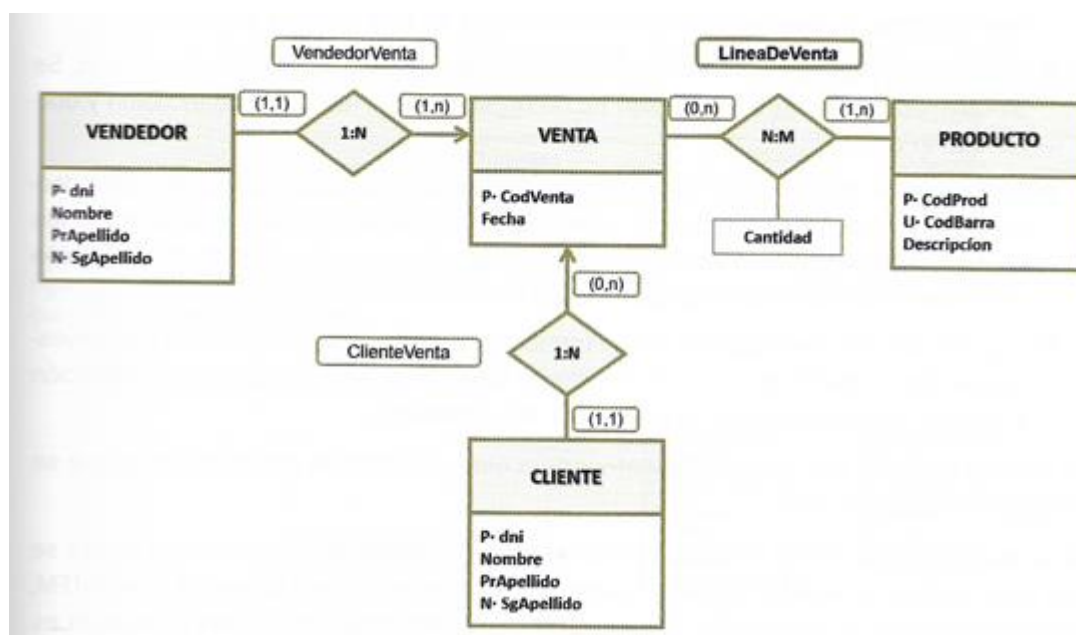 VendedorVenta
LineaDeVenta
(1,1)
(1,n)
(0,n)
(1,n)
VENDEDOR
1:N
VENTA
N:M
PRODUCTO
P- dni
Nombre
PrApellido
N- SgApellido
P- CodVenta
Fecha
Cantidad
P- CodProd
U- CodBarra
Descripcíon
(0,n)
ClienteVenta
1:N
(1,1)
CLIENTE
P- dni
Nombre
PrApellido
N- SgApellido